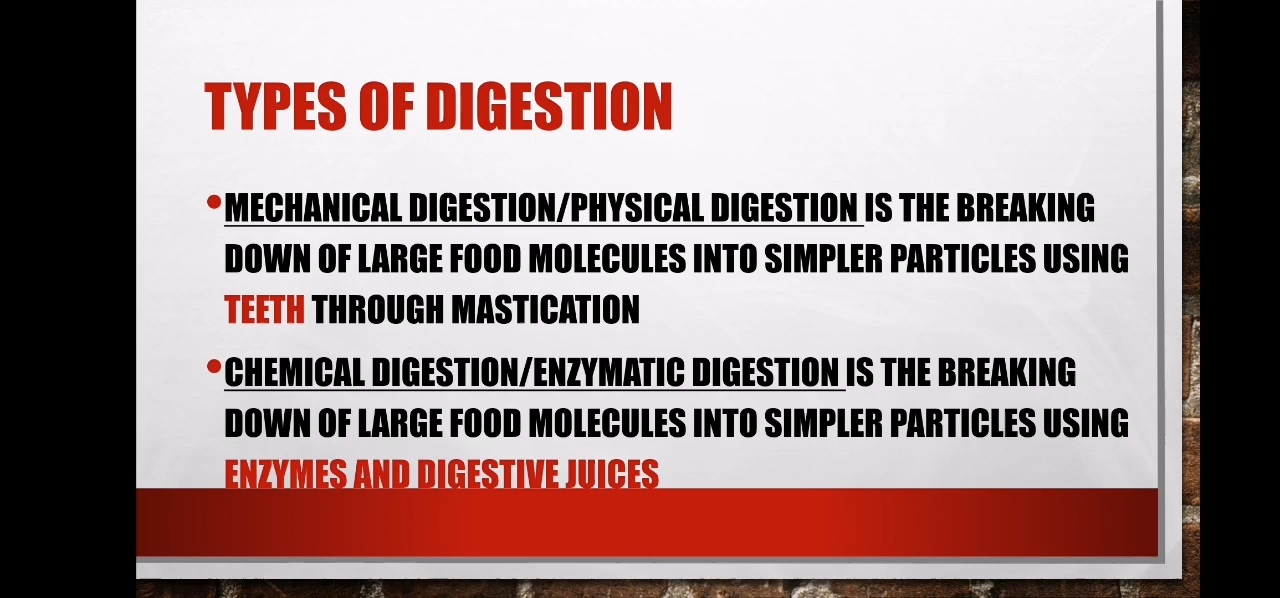 TYPES OF DIGESTION
•MECHANICAL DIGESTION/PHYSICAL DIGESTION IS THE BREAKING
DOWN OF LARGE FOOD MOLECULES INTO SIMPLER PARTICLES USING
TEETH THROUGH MASTICATION
•CHEMICAL DIGESTION/ENZYMATIC DIGESTION IS THE BREAKING
DOWN OF LARGE FOOD MOLECULES INTO SIMPLER PARTICLES USING
ENZYMES AND DIGESTIVE JUICES